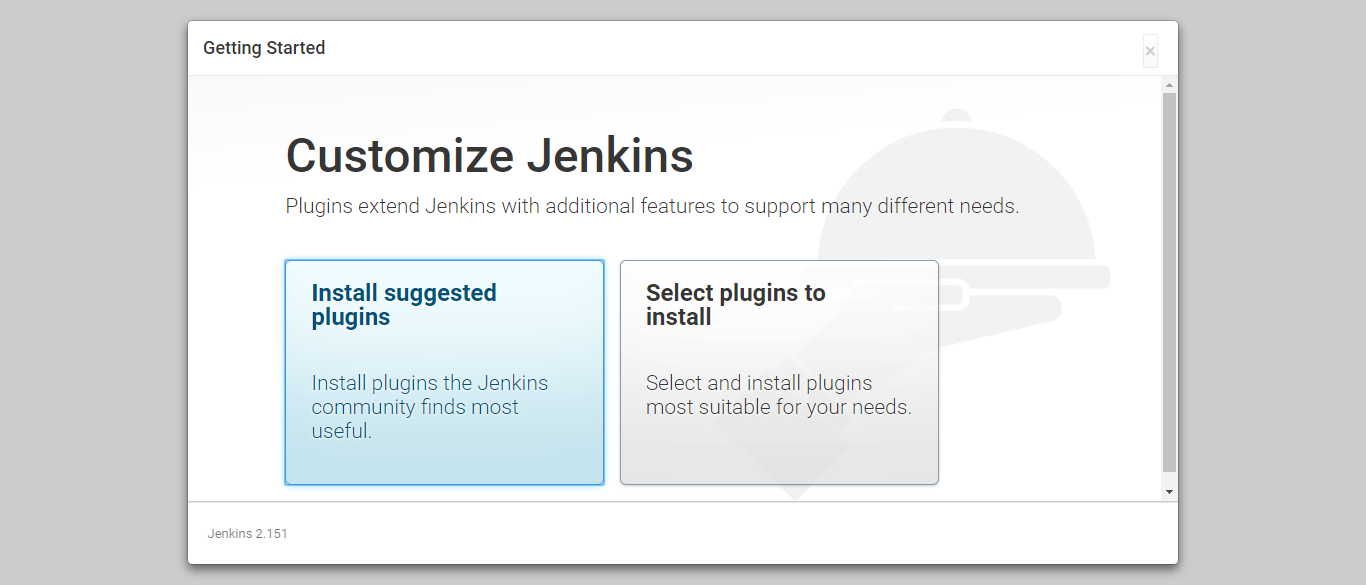 Getting Started
×
Customize Jenkins
Plugins extend Jenkins with additional features to support many different needs.
Install suggested
plugins
Install plugins the Jenkins
community finds most
useful.
Select plugins to
install
Select and install plugins
most suitable for your needs.
Jenkins 2.151